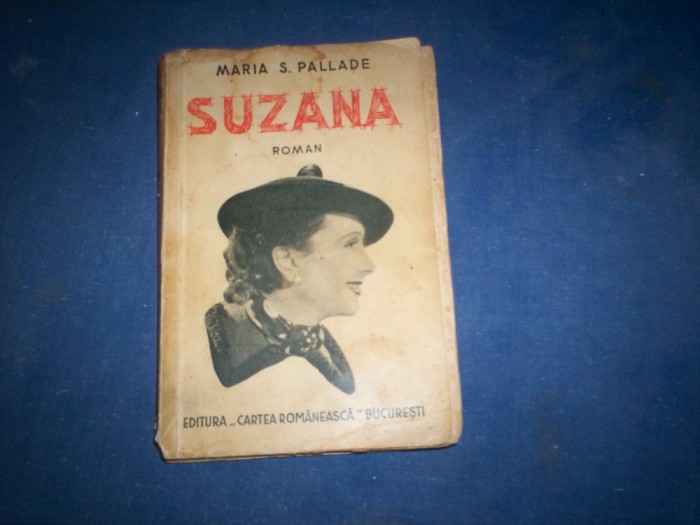 MARIA S. PALLADE
SUZANA
ROMAN
EDITURA „CARTEA ROMÂNEASCĂ" BUCUREȘTI